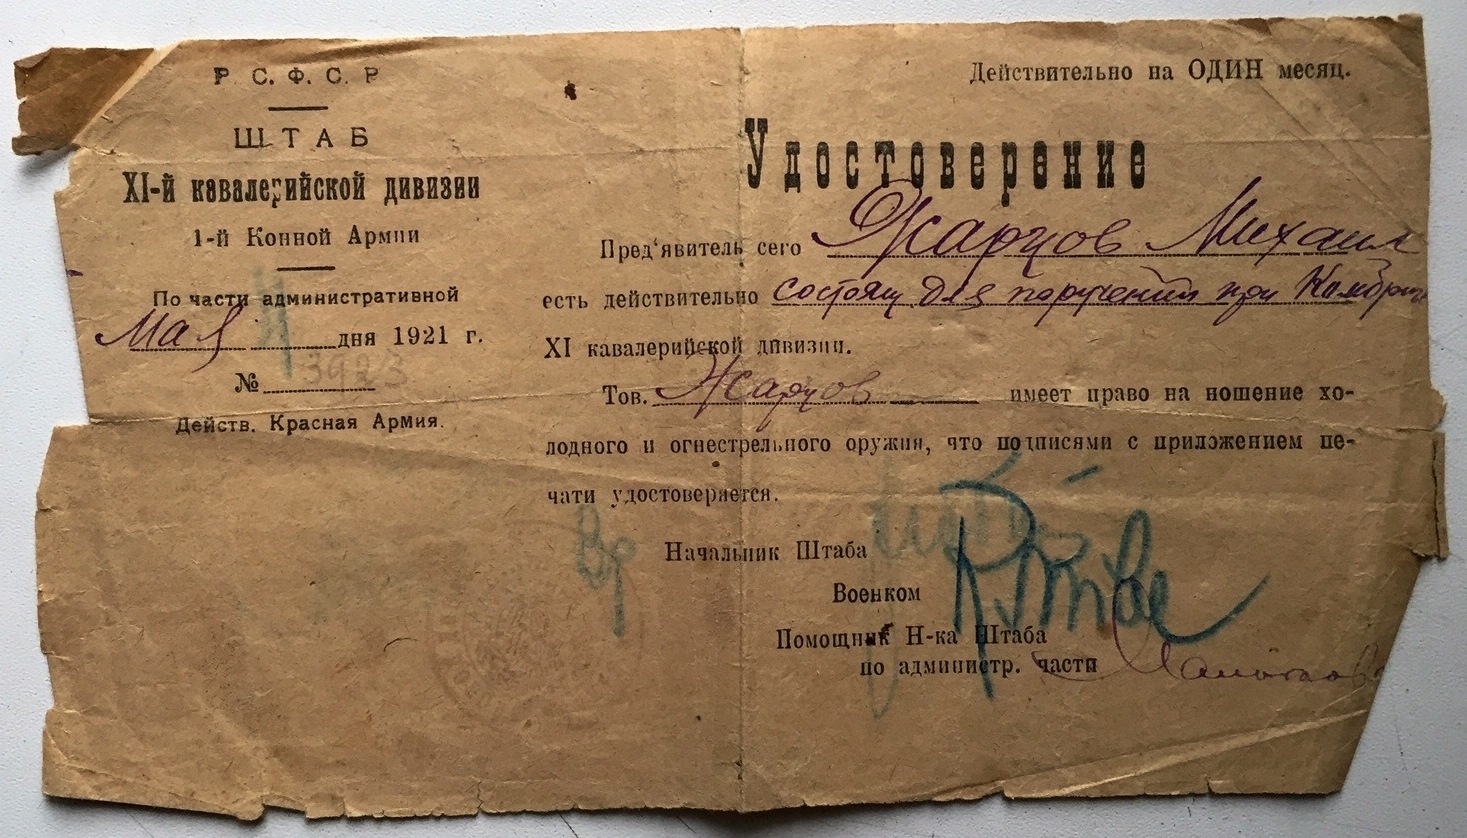 Р. С. Ф. С. Р
ШТАБ
XI-й кавалерийской дивизии
1-й Конной Армии
По части административной
Мая дня 1921 г.
№ 3923
Действ. Красная Армия.
Действительно на ОДИН месяц.
Удостоверение
Пред'явитель сего Жарцов Михаил
есть действительно состоящ для поручений при
XI кавалерийской дивизии.
Тов. Жарцов имеет право на ношение хо-
лодного и огнестрельного оружия, что подписями с приложением пе-
чати удостоверяется.
Вр Начальник Штаба
Военком
Помощник Н-ка Штаба
по администр. части